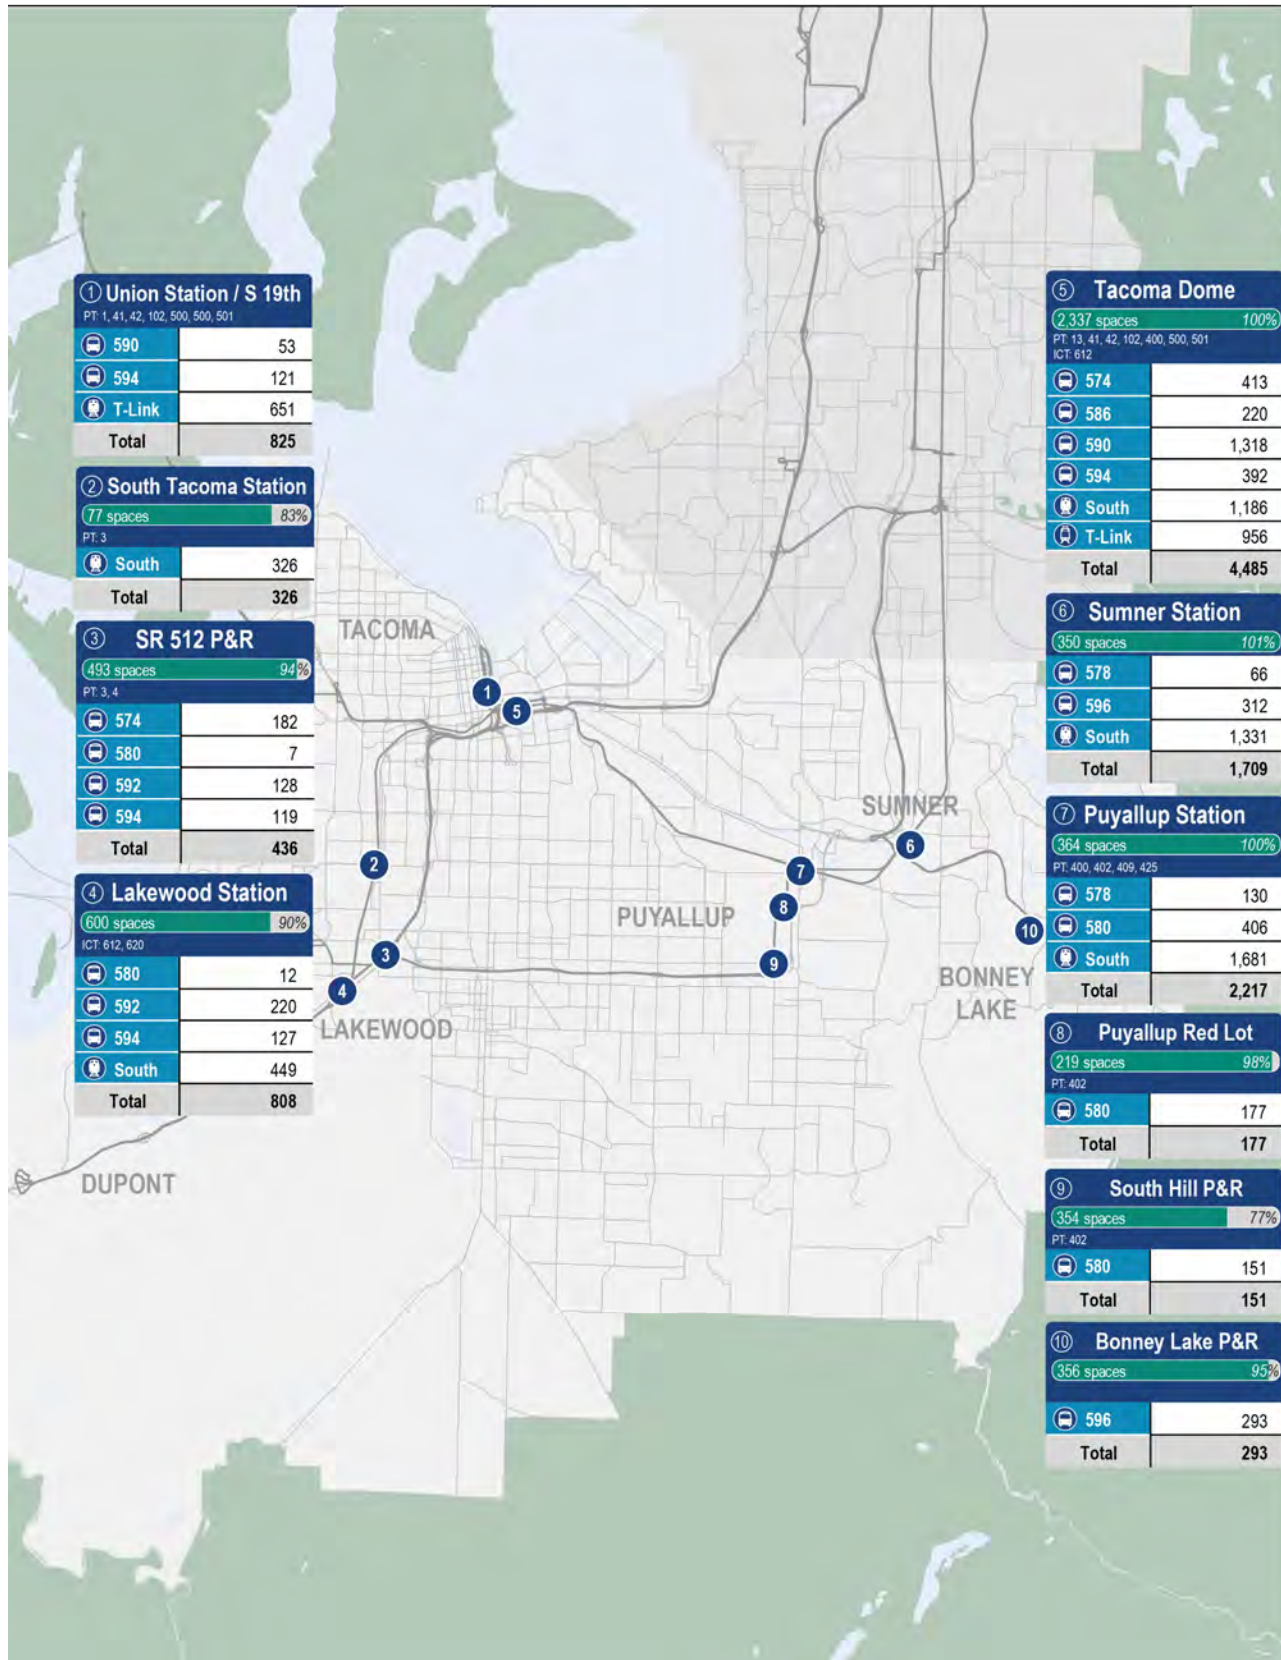 ① Union Station / S 19th
PT: 1, 41, 42, 102, 500, 500, 501
590 53
594 121
T-Link 651
Total 825
② South Tacoma Station
77 spaces 83%
PT: 3
South 326
Total 326
③ SR 512 P&R
493 spaces 94%
PT: 3, 4
574 182
580 7
592 128
594 119
Total 436
④ Lakewood Station
600 spaces 90%
ICT: 612, 620
580 12
592 220
594 127
South 449
Total 808
⑤ Tacoma Dome
2,337 spaces 100%
PT: 13, 41, 42, 102, 400, 500, 501
ICT: 612
574 413
586 220
590 1,318
594 392
South 1,186
T-Link 956
Total 4,485
⑥ Sumner Station
350 spaces 101%
578 66
596 312
South 1,331
Total 1,709
⑦ Puyallup Station
364 spaces 100%
PT: 400, 402, 409, 425
578 130
580 406
South 1,681
Total 2,217
⑧ Puyallup Red Lot
219 spaces 98%
PT: 402
580 177
Total 177
⑨ South Hill P&R
354 spaces 77%
PT: 402
580 151
Total 151
⑩ Bonney Lake P&R
356 spaces 95%
596 293
Total 293
TACOMA
1
5
SUMNER
6
2
7
8
PUYALLUP
10
3
9
4
BONNEY
LAKE
LAKEWOOD
DUPONT